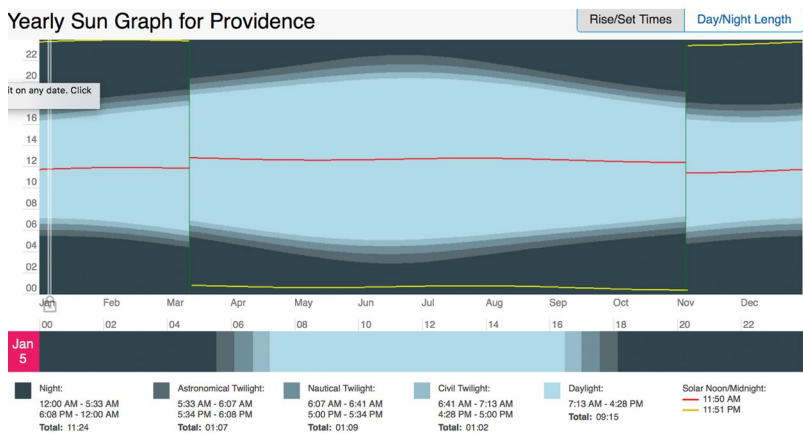 Yearly Sun Graph for Providence
Rise/Set Times
Day/Night Length
22
20
it on any date. Click
16
14
12
10
08
06
04
02
00
Jan Feb Mar Apr May Jun Jul Aug Sep Oct Nov Dec
00 02 04 06 08 10 12 14 16 18 20 22
Jan
5
Night:
12:00 AM - 5:33 AM
6:08 PM - 12:00 AM
Total: 11:24
Astronomical Twilight:
5:33 AM - 6:07 AM
5:34 PM - 6:08 PM
Total: 01:07
Nautical Twilight:
6:07 AM - 6:41 AM
5:00 PM - 5:34 PM
Total: 01:09
Civil Twilight:
6:41 AM - 7:13 AM
4:28 PM - 5:00 PM
Total: 01:02
Daylight:
7:13 AM - 4:28 PM
Total: 09:15
Solar Noon/Midnight:
11:50 AM
11:51 PM